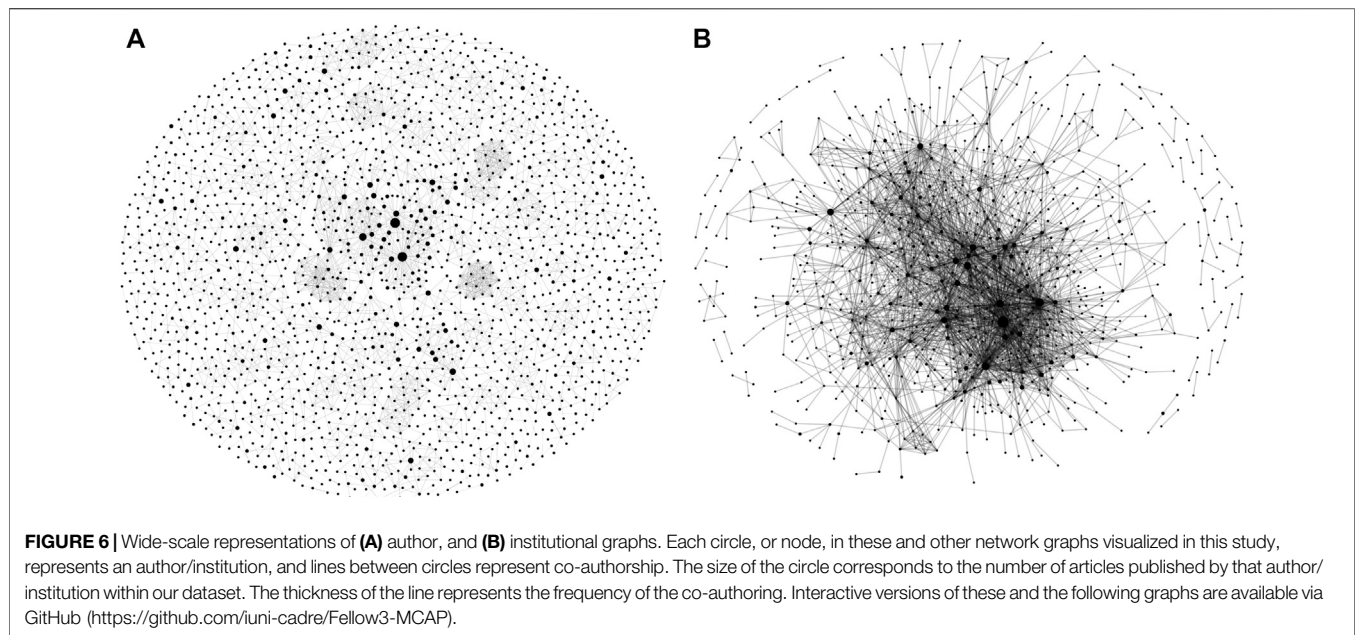 A
B
FIGURE 6 | Wide-scale representations of (A) author, and (B) institutional graphs. Each circle, or node, in these and other network graphs visualized in this study,
represents an author/institution, and lines between circles represent co-authorship. The size of the circle corresponds to the number of articles published by that author/
institution within our dataset. The thickness of the line represents the frequency of the co-authoring. Interactive versions of these and the following graphs are available via
GitHub (https://github.com/iuni-cadre/Fellow3-MCAP).